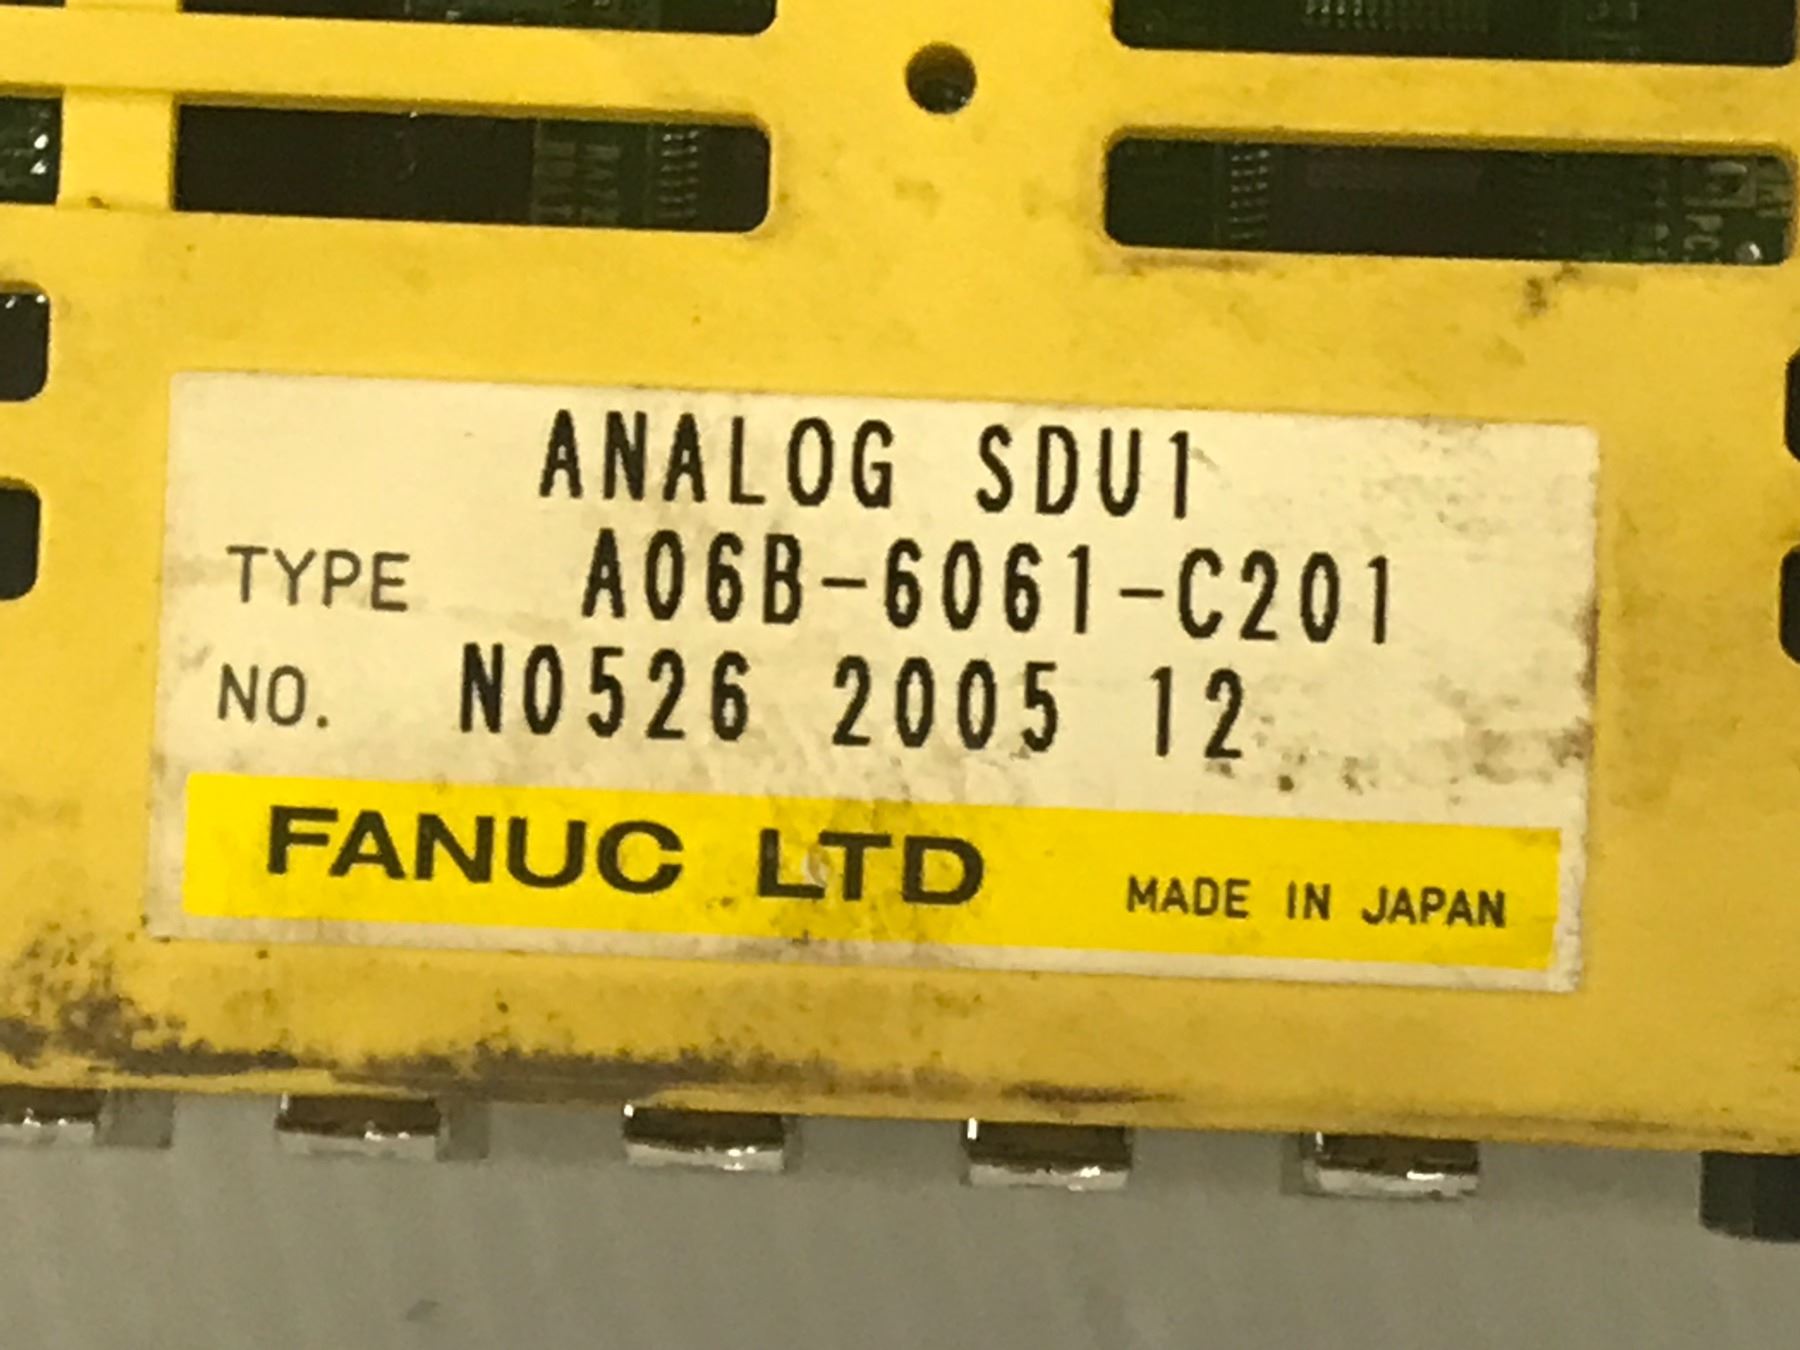 ANALOG SDU1
TYPE A06B-6061-C201
NO. N0526 2005 12
FANUC LTD MADE IN JAPAN